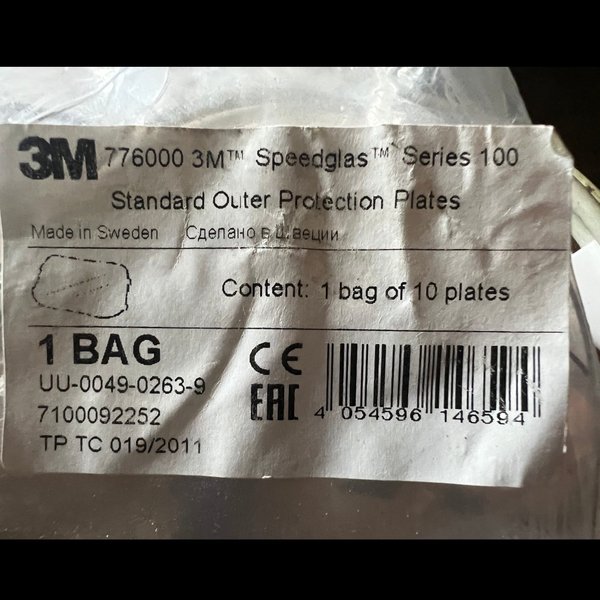 3M 776000 3M™ Speedglas™ Series 100
Standard Outer Protection Plates
Made in Sweden Сделано в Швеции
Content: 1 bag of 10 plates
1 BAG
UU-0049-0263-9
7100092252
TP TC 019/2011
CE
EAC
4 054596 146594